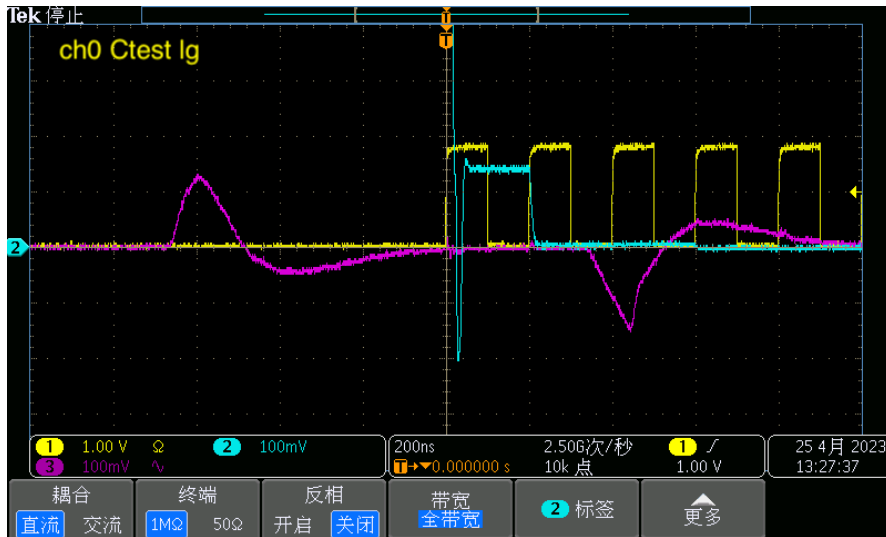 Tek 停止
T
T
ch0 Ctest Ig
2
1 1.00 V Ω 2 100mV
3 100mV
200ns 2.50G次/秒
T→▼0.000000 s 10k 点
1 1.00 V
25 4月 2023
13:27:37
耦合 终端 反相 带宽 2 标签 更多
直流 交流 1MΩ 50Ω 开启 关闭 全带宽